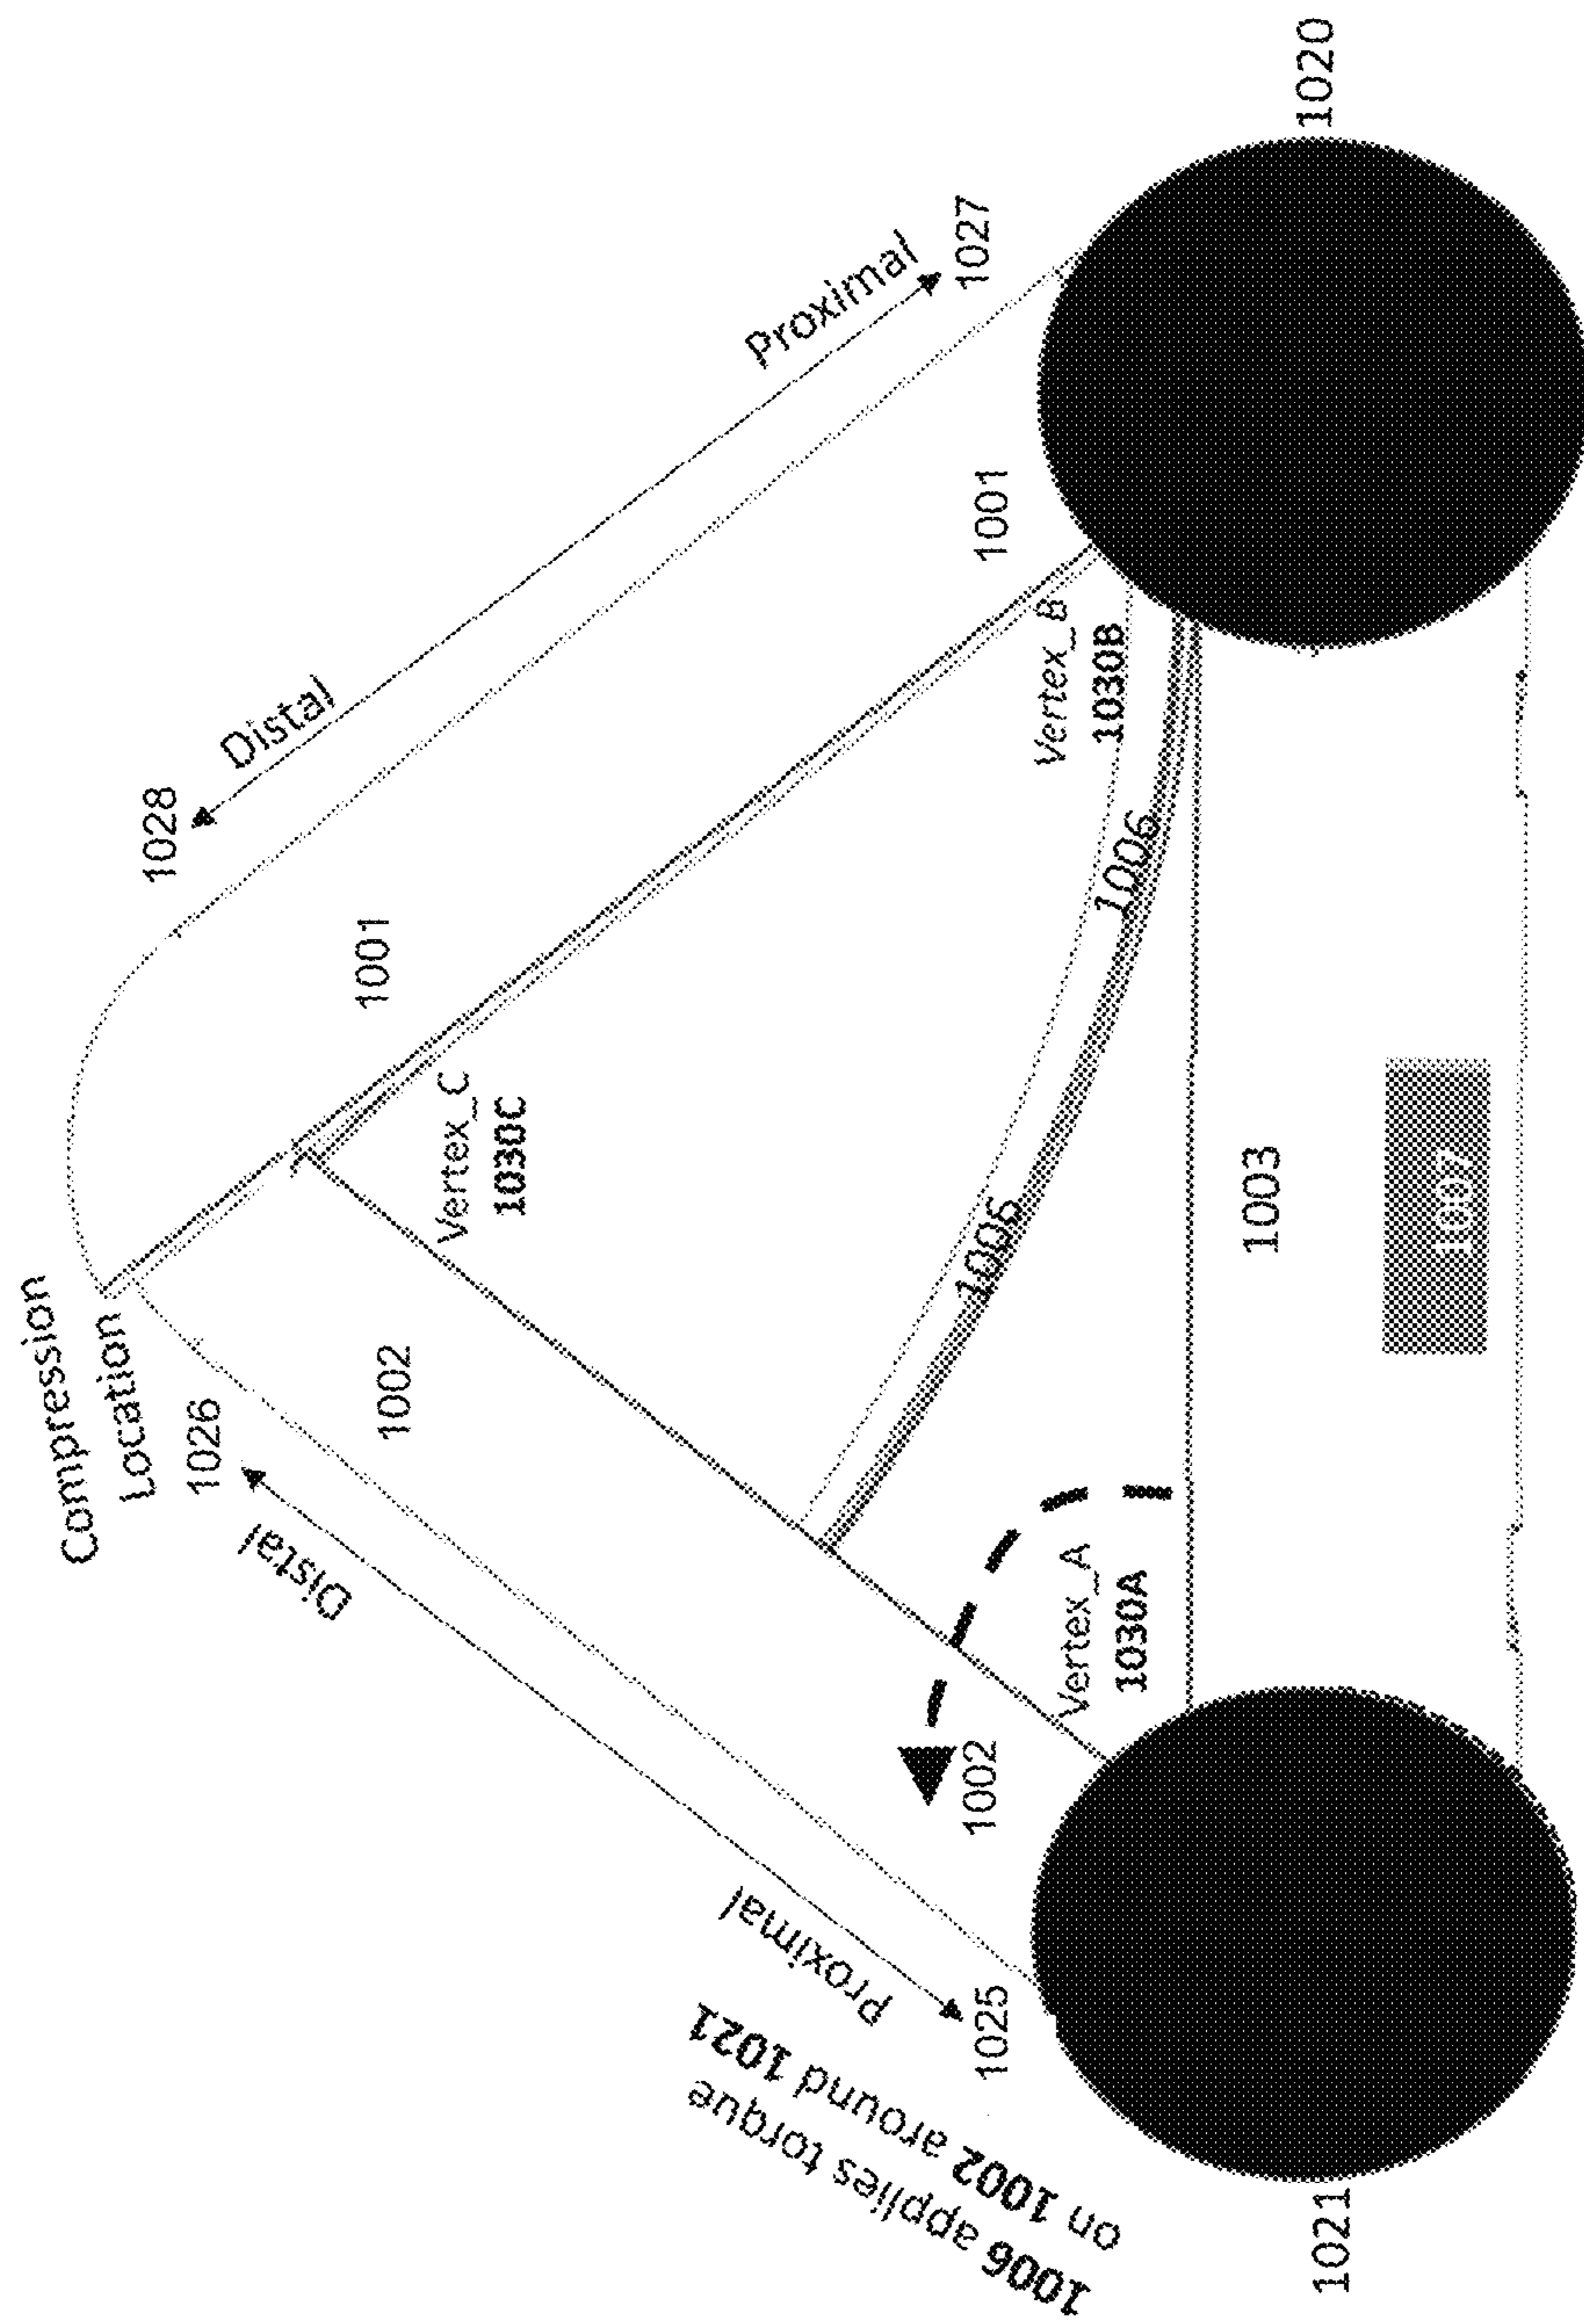 Compression
Location
1026
Distal
1002
Proximal
1025
1006 applies torque
on 1002 around 1021
1021
1002
Vertex_A
1030A
1028
Distal
1001
Proximal
1027
1001
Vertex_C
1030C
Vertex_B
1030B
1006
1006
1003
1007
1020